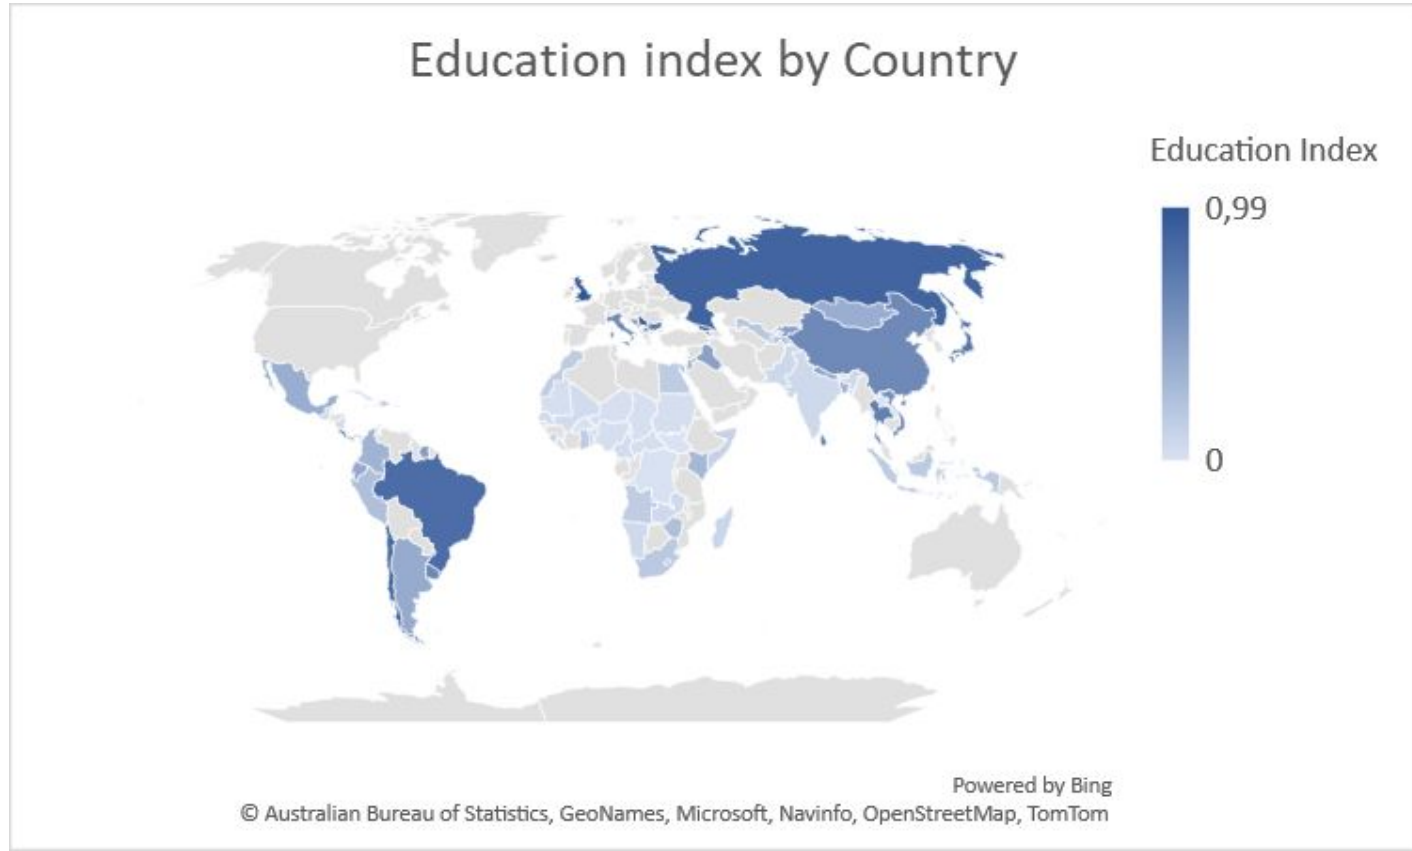 Education index by Country
Education Index
0,99
0
Powered by Bing
© Australian Bureau of Statistics, GeoNames, Microsoft, Navinfo, OpenStreetMap, TomTom